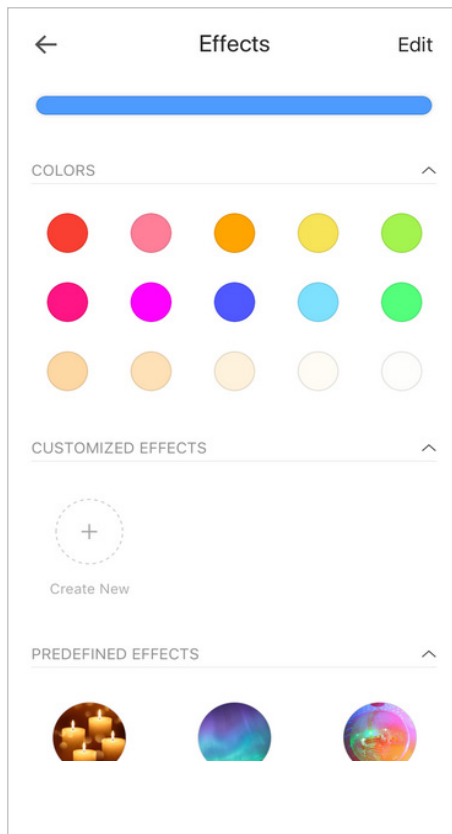 Effects Edit
COLORS
CUSTOMIZED EFFECTS
Create New
PREDEFINED EFFECTS